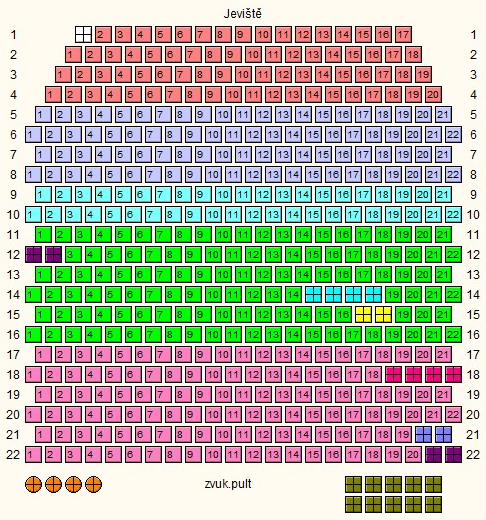 Jeviště
1 2 3 4 5 6 7 8 9 10 11 12 13 14 15 16 17 1
2 1 2 3 4 5 6 7 8 9 10 11 12 13 14 15 16 17 18 2
3 1 2 3 4 5 6 7 8 9 10 11 12 13 14 15 16 17 18 19 3
4 1 2 3 4 5 6 7 8 9 10 11 12 13 14 15 16 17 18 19 20 4
5 1 2 3 4 5 6 7 8 9 10 11 12 13 14 15 16 17 18 19 20 21 5
6 1 2 3 4 5 6 7 8 9 10 11 12 13 14 15 16 17 18 19 20 21 22 6
7 1 2 3 4 5 6 7 8 9 10 11 12 13 14 15 16 17 18 19 20 21 7
8 1 2 3 4 5 6 7 8 9 10 11 12 13 14 15 16 17 18 19 20 21 22 8
9 1 2 3 4 5 6 7 8 9 10 11 12 13 14 15 16 17 18 19 20 21 9
10 1 2 3 4 5 6 7 8 9 10 11 12 13 14 15 16 17 18 19 20 21 22 10
11 1 2 3 4 5 6 7 8 9 10 11 12 13 14 15 16 17 18 19 20 21 11
12 3 4 5 6 7 8 9 10 11 12 13 14 15 16 17 18 19 20 21 22 12
13 1 2 3 4 5 6 7 8 9 10 11 12 13 14 15 16 17 18 19 20 21 13
14 1 2 3 4 5 6 7 8 9 10 11 12 13 14 19 20 21 22 14
15 1 2 3 4 5 6 7 8 9 10 11 12 13 14 15 16 19 20 21 15
16 1 2 3 4 5 6 7 8 9 10 11 12 13 14 15 16 17 18 19 20 21 22 16
17 1 2 3 4 5 6 7 8 9 10 11 12 13 14 15 16 17 18 19 20 21 17
18 1 2 3 4 5 6 7 8 9 10 11 12 13 14 15 16 17 18 18
19 1 2 3 4 5 6 7 8 9 10 11 12 13 14 15 16 17 18 19 20 21 19
20 1 2 3 4 5 6 7 8 9 10 11 12 13 14 15 16 17 18 19 20 21 22 20
21 1 2 3 4 5 6 7 8 9 10 11 12 13 14 15 16 17 18 19 21
22 1 2 3 4 5 6 7 8 9 10 11 12 13 14 15 16 17 18 19 20 22
zvuk.pult